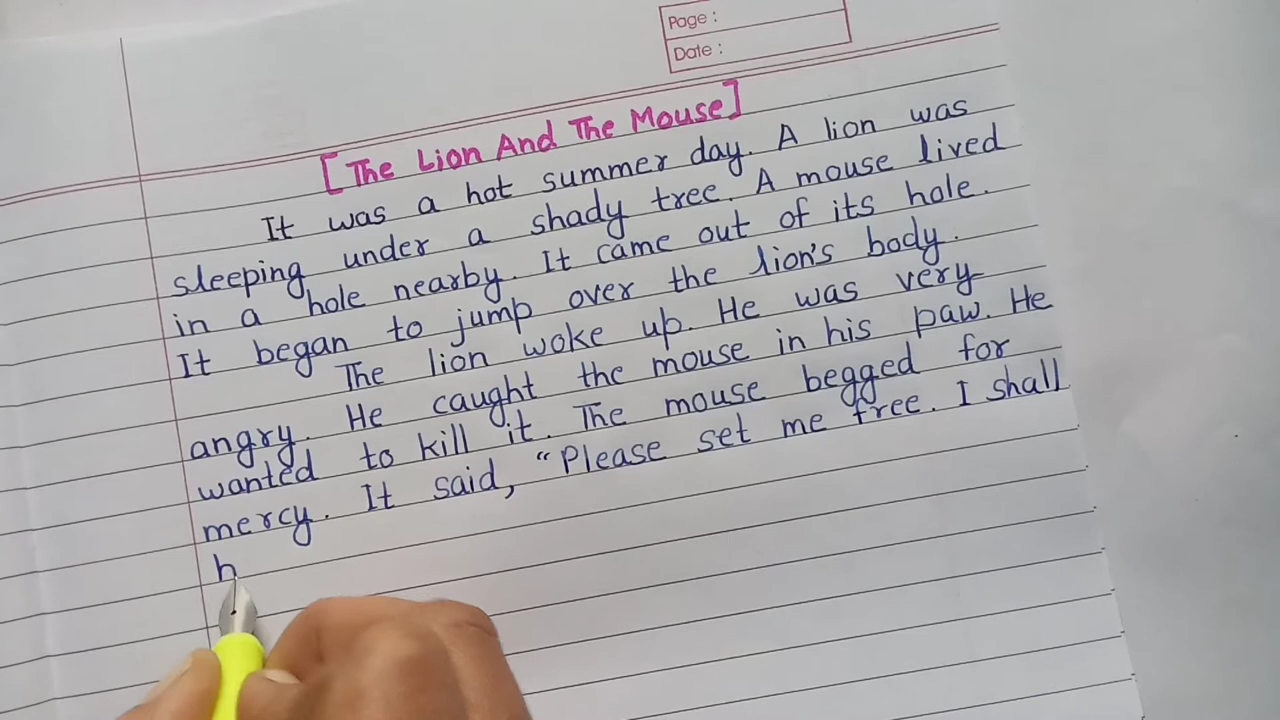 Page :
Date :
[The Lion And The Mouse]
It was a hot summer day. A lion was
sleeping under a shady tree. A mouse lived
in a hole nearby. It came out of its hole.
It began to jump over the lion's body.
The lion woke up. He was very
angry. He caught the mouse in his paw. He
wanted to kill it. The mouse begged for
mercy. It said, "Please set me free. I shall
h